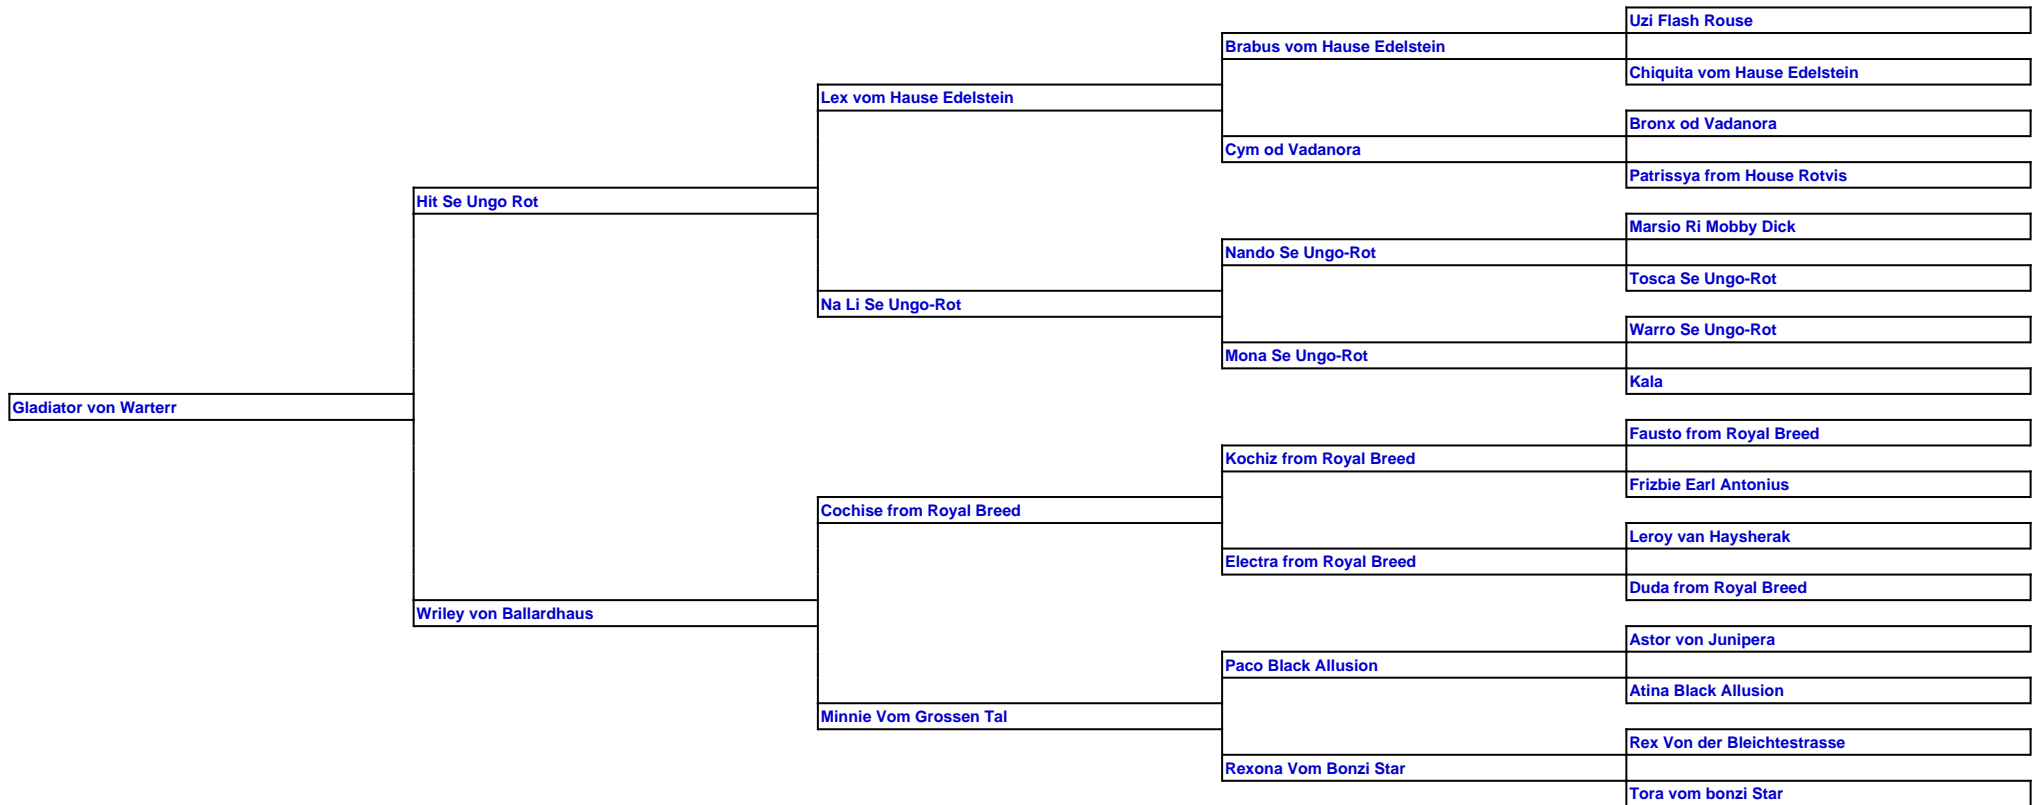 Uzi Flash Rouse
Brabus vom Hause Edelstein
Chiquita vom Hause Edelstein
Lex vom Hause Edelstein
Bronx od Vadanora
Cym od Vadanora
Patrissya from House Rotvis
Hit Se Ungo Rot
Marsio Ri Mobby Dick
Nando Se Ungo-Rot
Tosca Se Ungo-Rot
Na Li Se Ungo-Rot
Warro Se Ungo-Rot
Mona Se Ungo-Rot
Kala
Gladiator von Warterr
Fausto from Royal Breed
Kochiz from Royal Breed
Frizbie Earl Antonius
Cochise from Royal Breed
Leroy van Haysherak
Electra from Royal Breed
Duda from Royal Breed
Wriley von Ballardhaus
Astor von Junipera
Paco Black Allusion
Atina Black Allusion
Minnie Vom Grossen Tal
Rex Von der Bleichtestrasse
Rexona Vom Bonzi Star
Tora vom bonzi Star